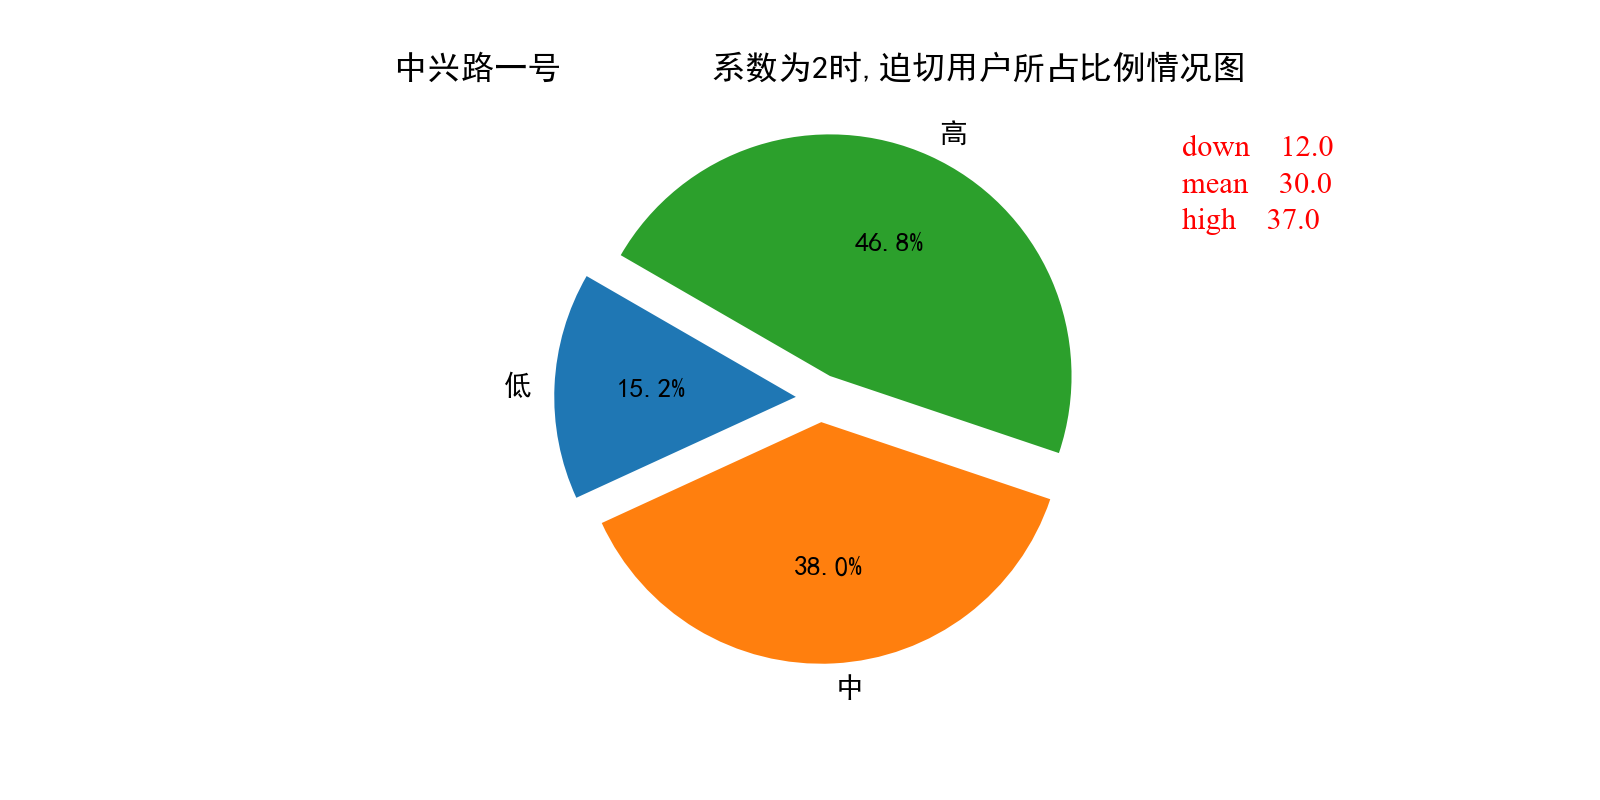 中兴路一号 系数为2时,迫切用户所占比例情况图
高
down 12.0
mean 30.0
high 37.0
46.8%
低
15.2%
38.0%
中